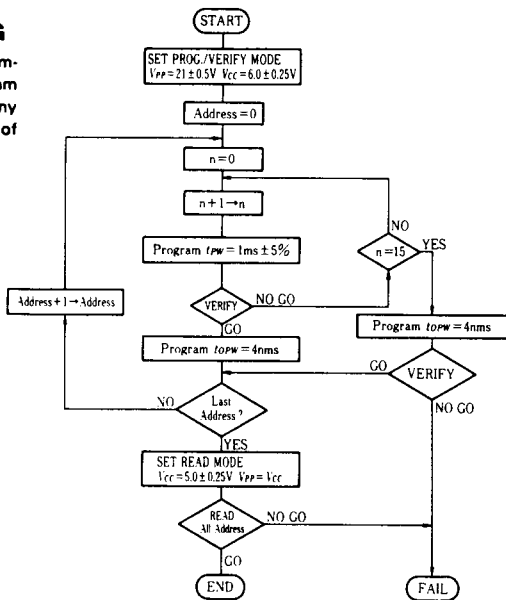 G
m-
m
ny
of
START
SET PROG./VERIFY MODE
VPP=21±0.5V VCC=6.0±0.25V
Address=0
n=0
n+1→n
Program tPW=1ms±5%
VERIFY
NO GO
GO
n=15
NO
YES
Program tOPW=4nms
VERIFY
GO
NO GO
Program tOPW=4nms
Last
Address?
NO
Address+1→Address
YES
SET READ MODE
VCC=5.0±0.25V VPP=VCC
READ
All Address
NO GO
GO
END
FAIL